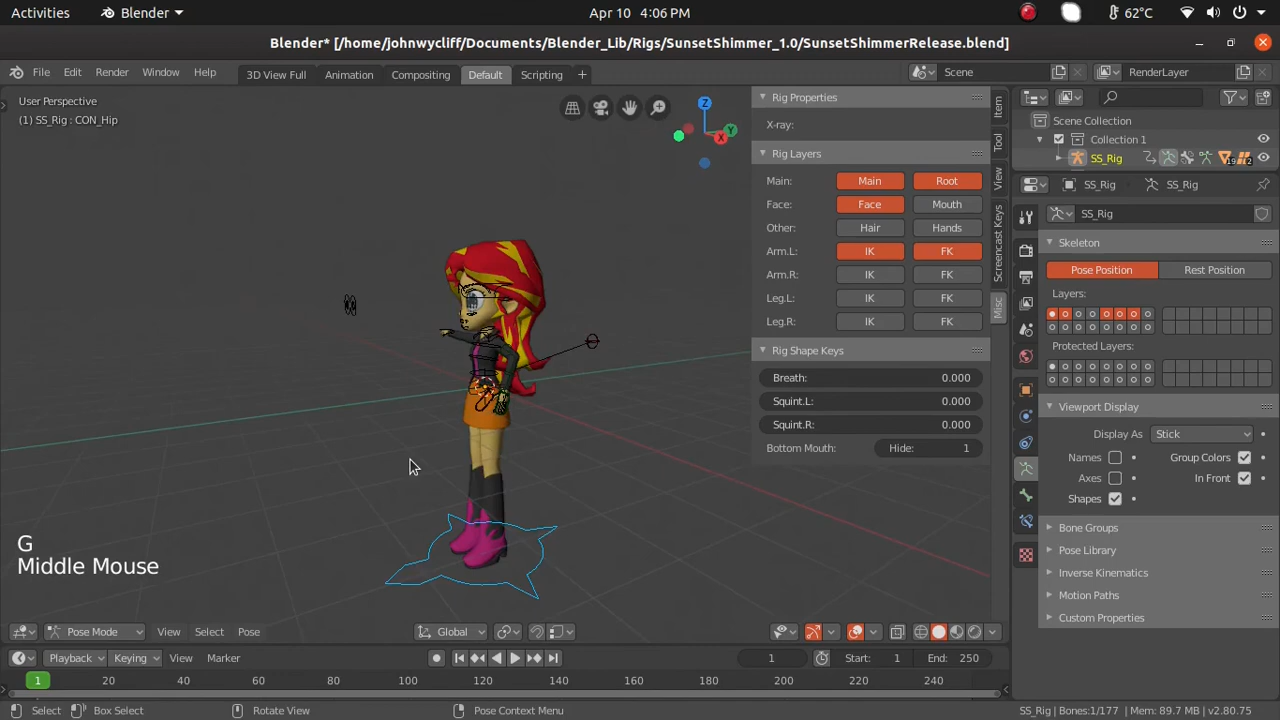 Activities Blender Apr 10 4:06 PM 62°C
Blender* [/home/johnwycliff/Documents/Blender_Lib/Rigs/SunsetShimmer_1.0/SunsetShimmerRelease.blend]
File Edit Render Window Help 3D View Full Animation Compositing Default Scripting + Scene RenderLayer
User Perspective
(1) SS_Rig : CON_Hip
Z
Y
X
Rig Properties
X-ray:
Rig Layers
Main: Main Root
Face: Face Mouth
Other: Hair Hands
Arm.L: IK FK
Arm.R: IK FK
Leg.L: IK FK
Leg.R: IK FK
Rig Shape Keys
Breath: 0.000
Squint.L: 0.000
Squint.R: 0.000
Bottom Mouth: Hide: 1
Item
Tool
View
Screencast Keys
Misc
Scene Collection
Collection 1
SS_Rig 19 2
SS_Rig SS_Rig
SS_Rig
Skeleton
Pose Position Rest Position
Layers:
Protected Layers:
Viewport Display
Display As Stick
Names Group Colors
Axes In Front
Shapes
Bone Groups
Pose Library
Inverse Kinematics
Motion Paths
Custom Properties
G
Middle Mouse
Pose Mode View Select Pose Global
Playback Keying View Marker 1 Start: 1 End: 250
1 20 40 60 80 100 120 140 160 180 200 220 240
Select Box Select Rotate View Pose Context Menu SS_Rig | Bones:1/177 | Mem: 89.7 MB | v2.80.75